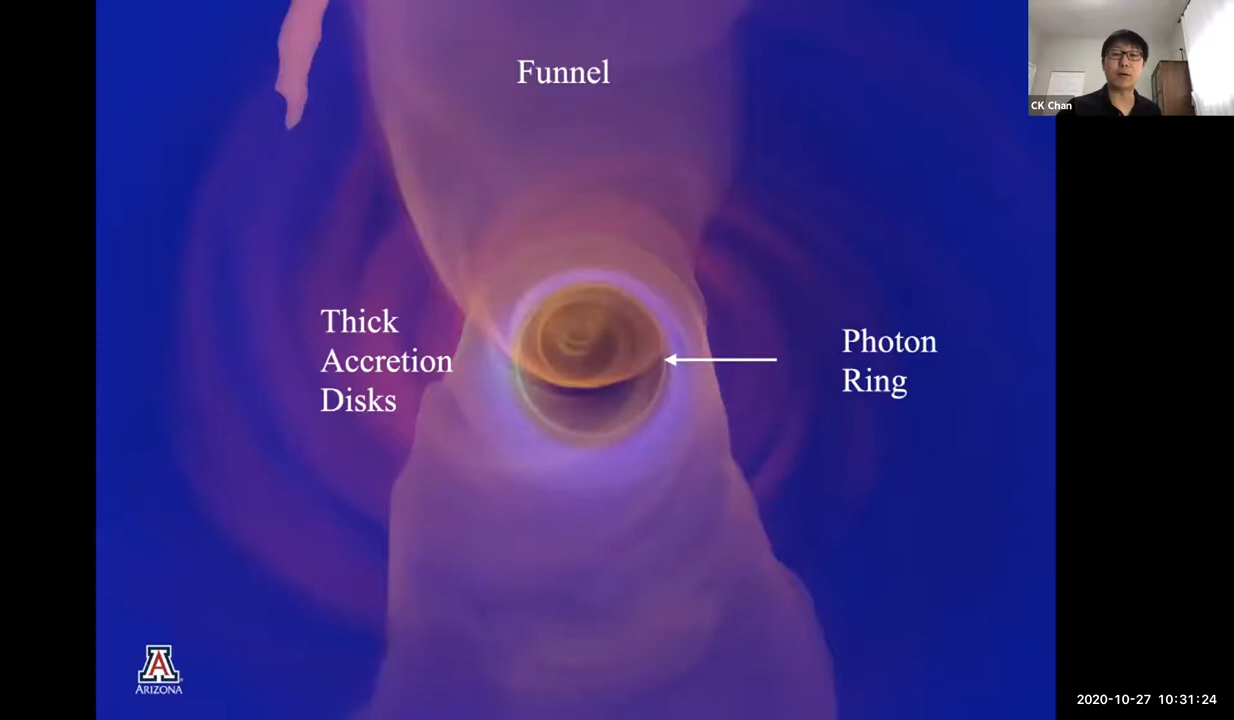 Funnel
CK Chan
Thick
Accretion
Disks
Photon
Ring
A
ARIZONA
2020-10-27 10:31:24